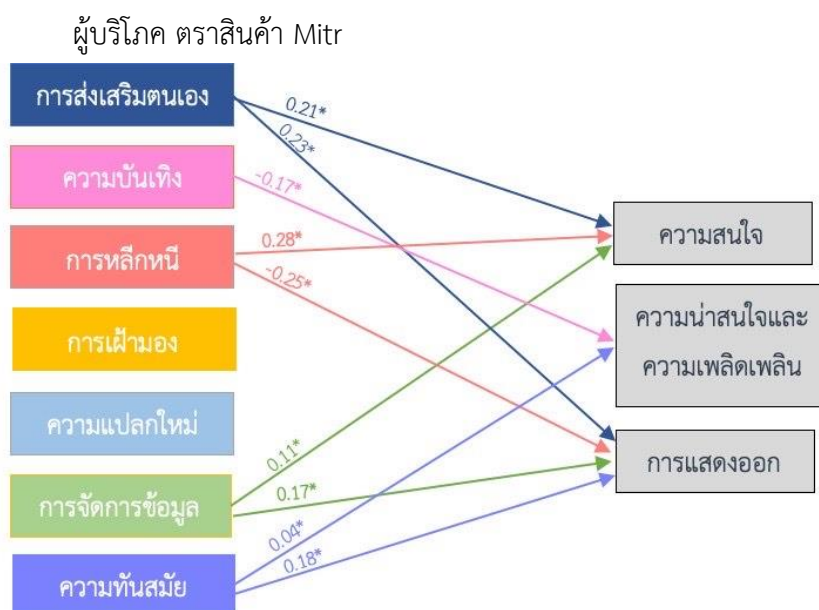 ผู้บริโภค ตราสินค้า Mitr
การส่งเสริมตนเอง
ความบันเทิง
การหลีกหนี
การเฝ้ามอง
ความแปลกใหม่
การจัดการข้อมูล
ความทันสมัย
0.21*
0.23*
-0.17*
0.28*
-0.25*
0.11*
0.17*
0.04*
0.18*
ความสนใจ
ความน่าสนใจและ
ความเพลิดเพลิน
การแสดงออก